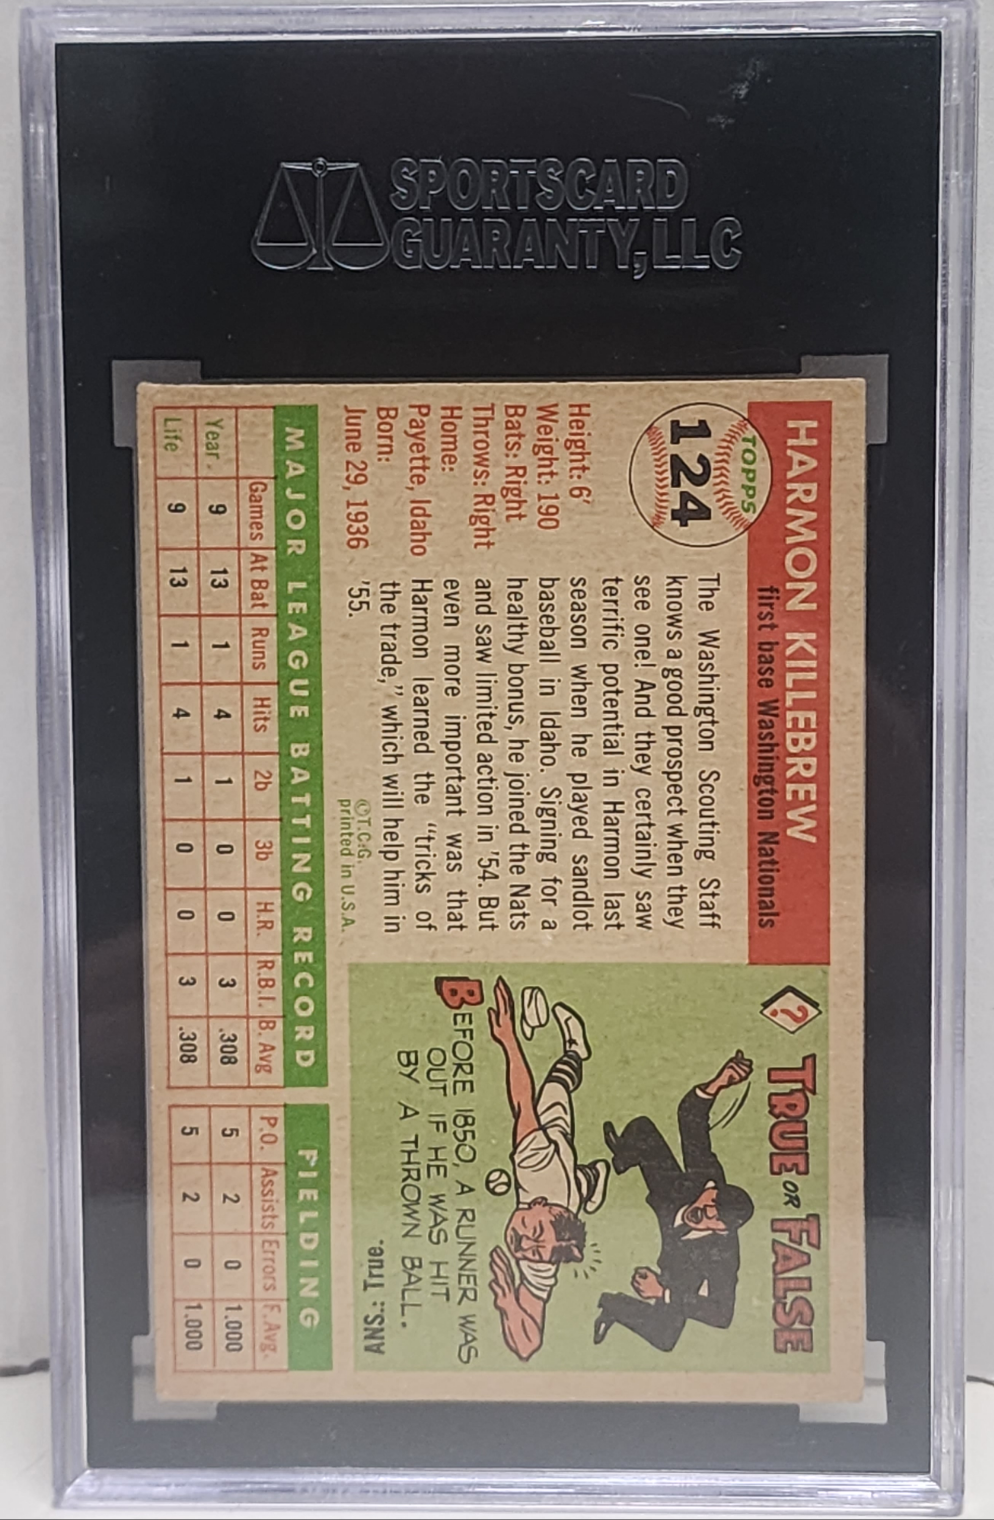 SPORTSCARD
GUARANTY, LLC
HARMON KILLEBREW
first base Washington Nationals
TOPPS
124
Height: 6'
Weight: 190
Bats: Right
Throws: Right
Home:
Payette, Idaho
Born:
June 29, 1936
The Washington Scouting Staff
knows a good prospect when they
see one! And they certainly saw
terrific potential in Harmon last
season when he played sandlot
baseball in Idaho. Signing for a
healthy bonus, he joined the Nats
and saw limited action in '54. But
even more important was that
Harmon learned the "tricks of
the trade," which will help him in
'55.
©T.C.G.
printed in U.S.A.
? TRUE OR FALSE
BEFORE 1850, A RUNNER WAS
OUT IF HE WAS HIT
BY A THROWN BALL.
ANS: True.
MAJOR LEAGUE BATTING RECORD FIELDING
Games At Bat Runs Hits 2b 3b H.R. R.B.I. B. Avg P.O. Assists Errors F. Avg.
Year 9 13 1 4 1 0 0 3 .308 5 2 0 1.000
Life 9 13 1 4 1 0 0 3 .308 5 2 0 1.000